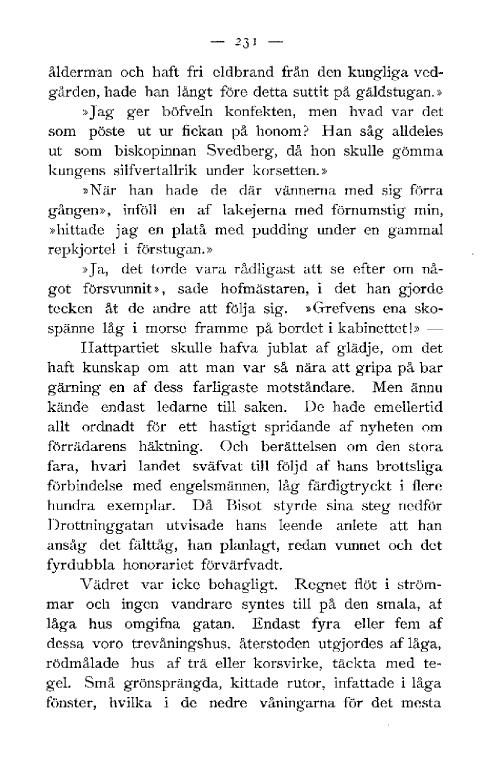 — 231 —
ålderman och haft fri eldbrand från den kungliga ved-
gården, hade han långt före detta suttit på gäldstugan.»
»Jag ger böfveln konfekten, men hvad var det
som pöste ut ur fickan på honom? Han såg alldeles
ut som biskopinnan Svedberg, då hon skulle gömma
kungens silfvertallrik under korsetten.»
»När han hade de där vännerna med sig förra
gången», inföll en af lakejerna med förnumstig min,
»hittade jag en platå med pudding under en gammal
repkjortel i förstugan.»
»Ja, det torde vara rådligast att se efter om nå-
got försvunnit», sade hofmästaren, i det han gjorde
tecken åt de andre att följa sig. »Grefvens ena sko-
spänne låg i morse framme på bordet i kabinettet!» —
Hattpartiet skulle hafva jublat af glädje, om det
haft kunskap om att man var så nära att gripa på bar
gärning en af dess farligaste motståndare. Men ännu
kände endast ledarne till saken. De hade emellertid
allt ordnadt för ett hastigt spridande af nyheten om
förrädarens häktning. Och berättelsen om den stora
fara, hvari landet sväfvat till följd af hans brottsliga
förbindelse med engelsmännen, låg färdigtryckt i flere
hundra exemplar. Då Bisot styrde sina steg nedför
Drottninggatan utvisade hans leende anlete att han
ansåg det fälttåg, han planlagt, redan vunnet och det
fyrdubbla honorariet förvärfvadt.
Vädret var icke behagligt. Regnet flöt i ström-
mar och ingen vandrare syntes till på den smala, af
låga hus omgifna gatan. Endast fyra eller fem af
dessa voro trevåningshus, återstoden utgjordes af låga,
rödmålade hus af trä eller korsvirke, täckta med te-
gel. Små grönsprängda, kittade rutor, infattade i låga
fönster, hvilka i de nedre våningarna för det mesta